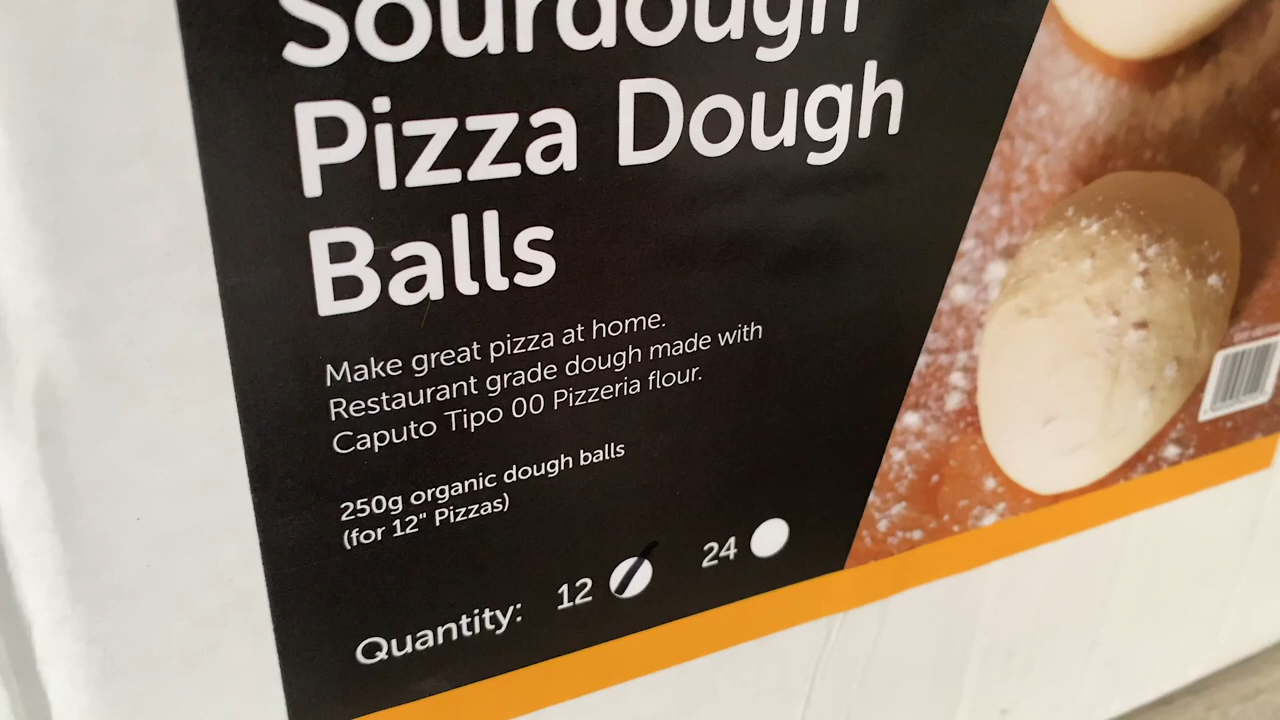 Sourdough
Pizza Dough
Balls
Make great pizza at home.
Restaurant grade dough made with
Caputo Tipo 00 Pizzeria flour.
250g organic dough balls
(for 12" Pizzas)
Quantity: 12 24